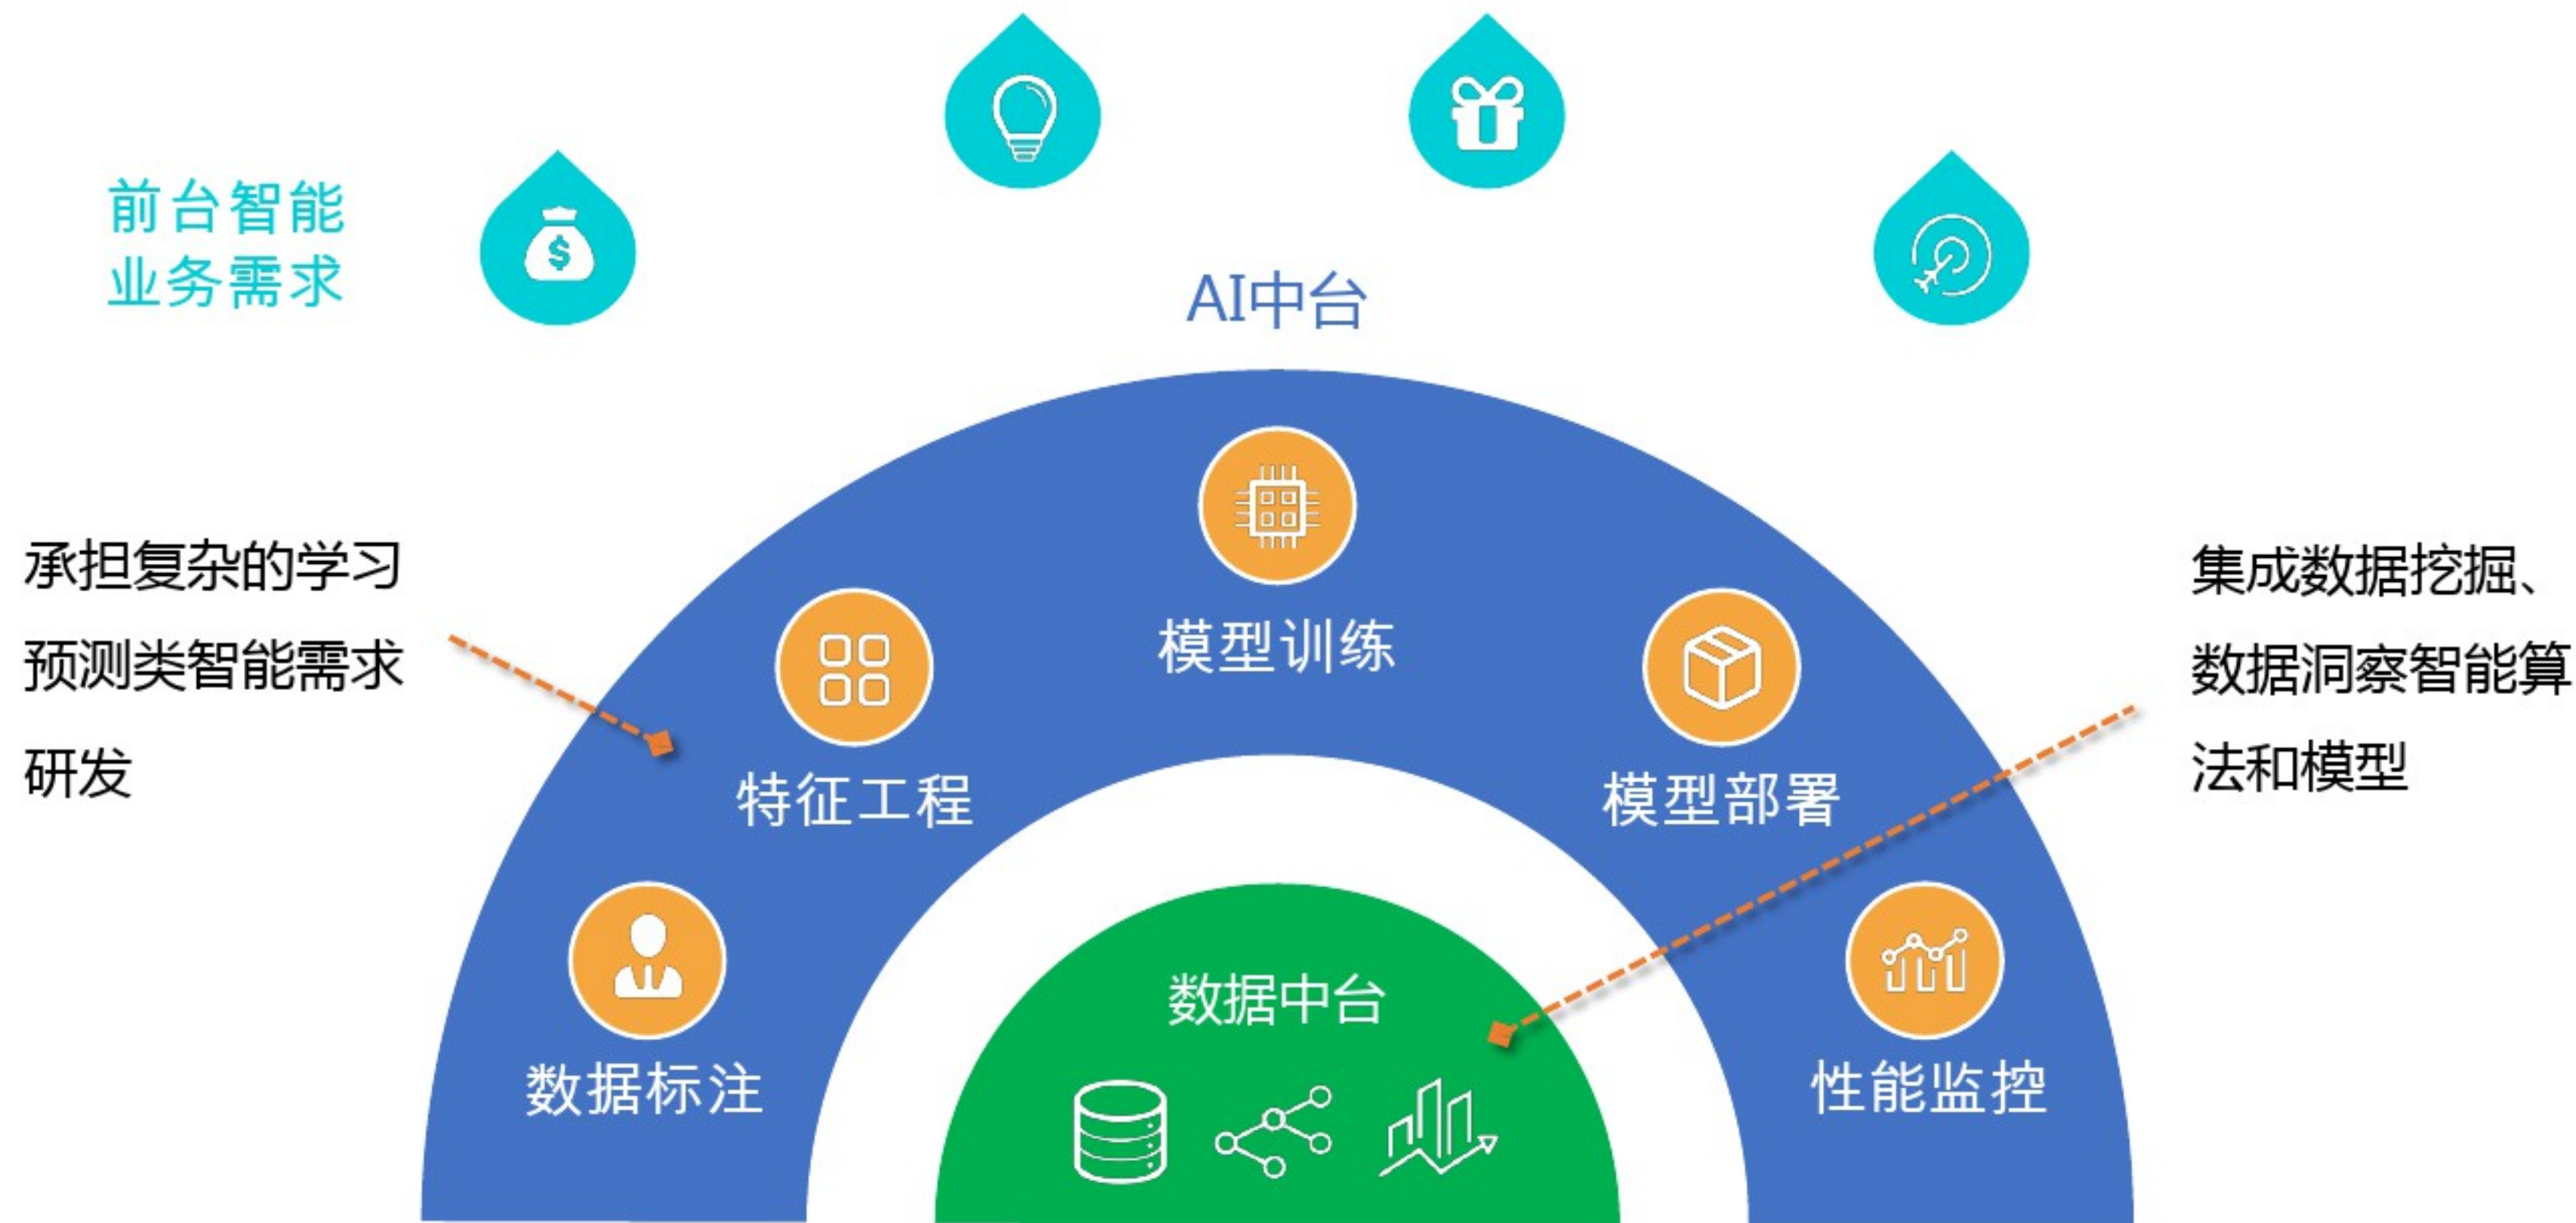 前台智能
业务需求
AI中台
承担复杂的学习
预测类智能需求
研发
集成数据挖掘、
数据洞察智能算
法和模型
模型训练
特征工程
模型部署
数据标注
性能监控
数据中台
$